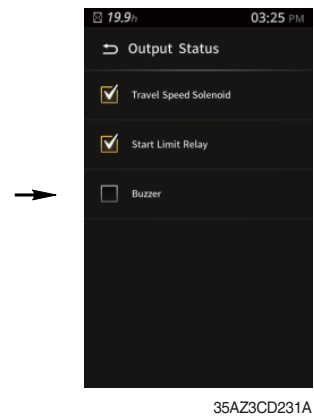 19.9h 03:25 PM
Output Status
Travel Speed Solenoid
Start Limit Relay
Buzzer
35AZ3CD231A